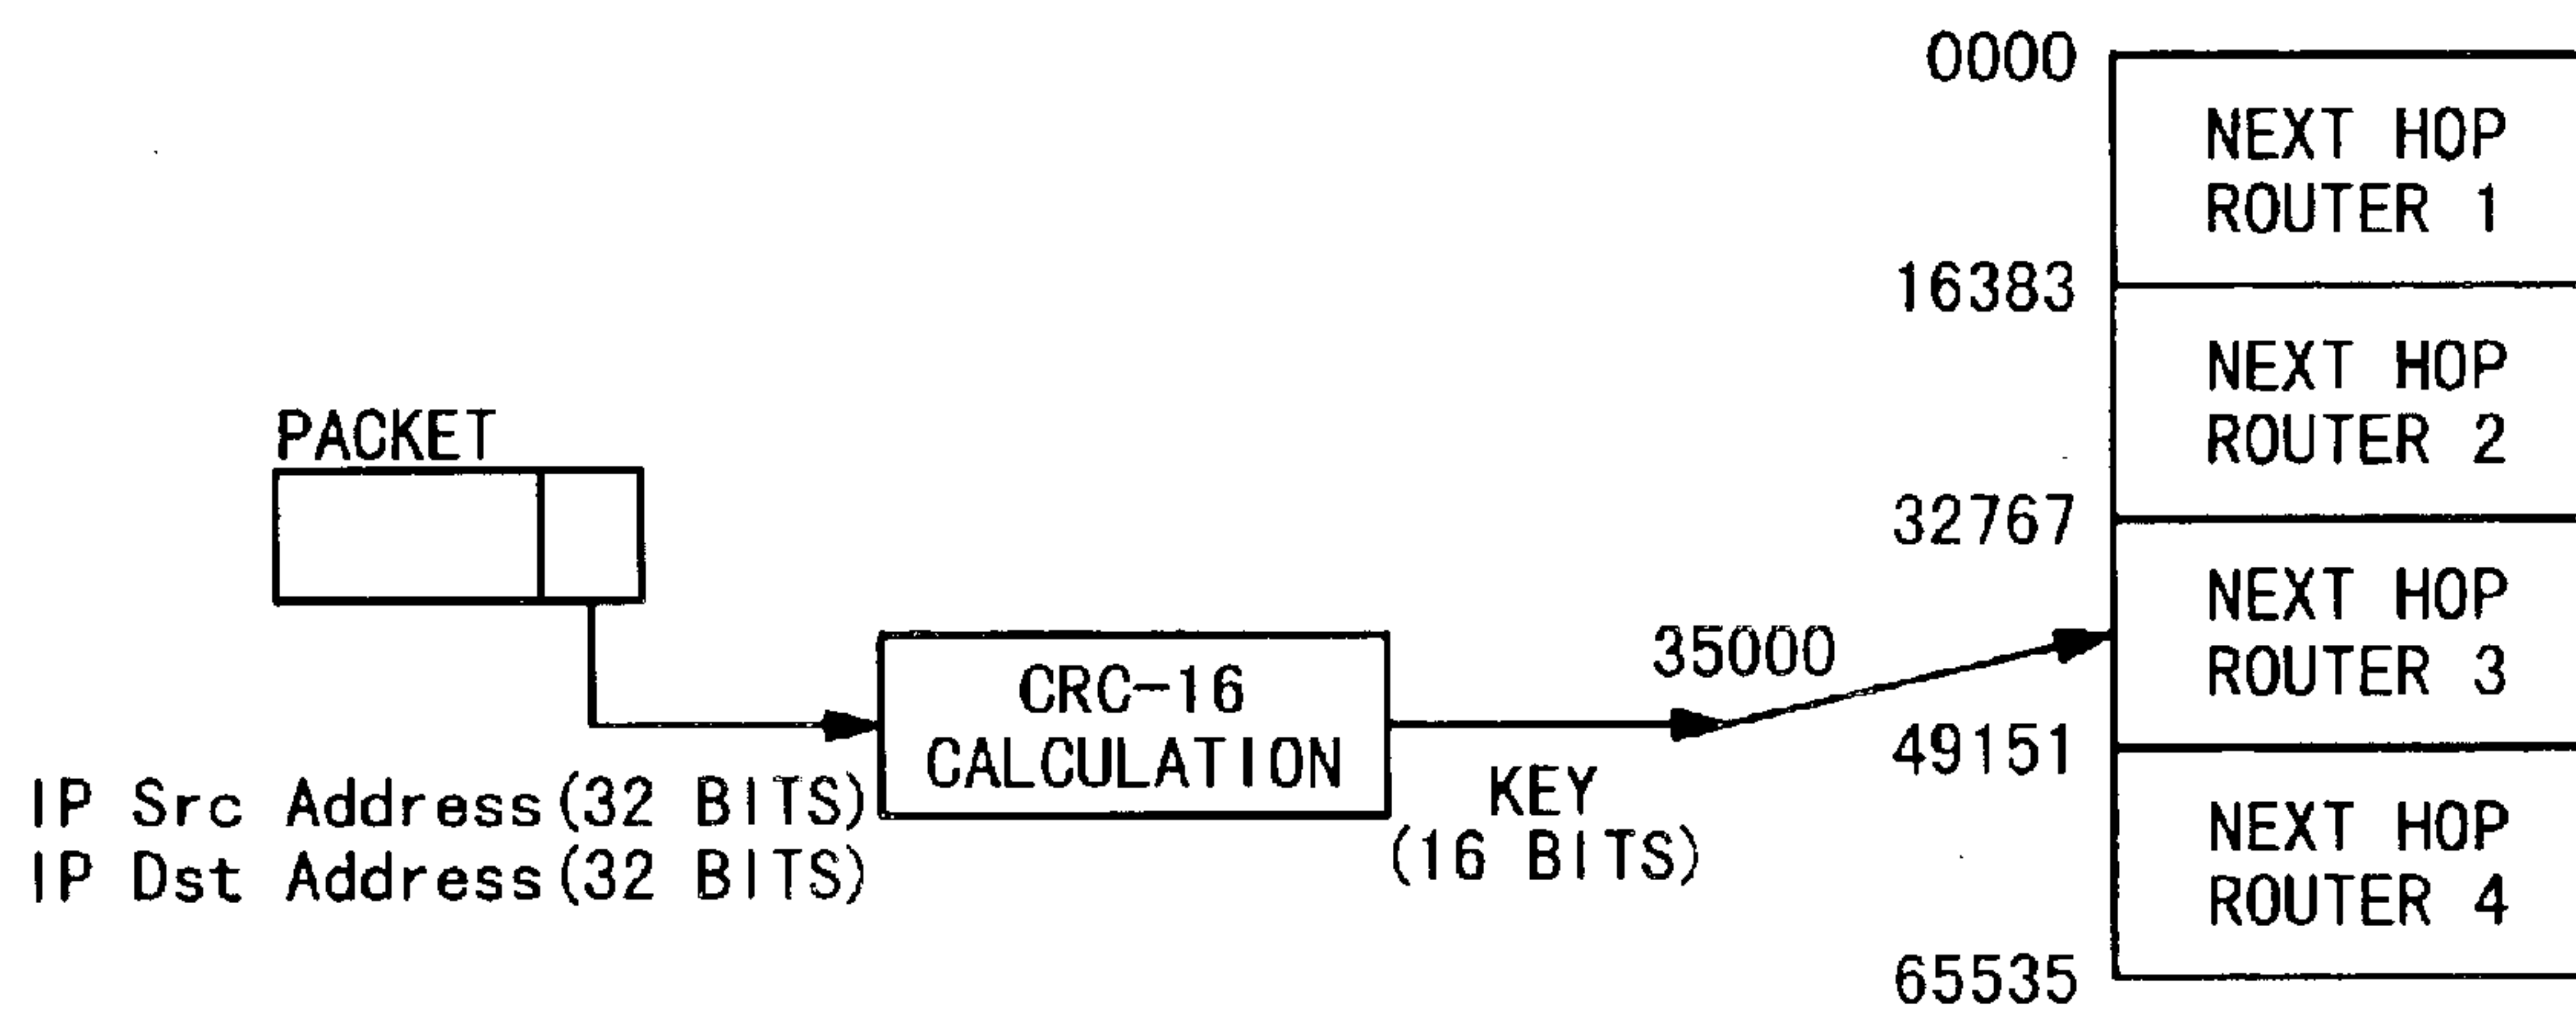 PACKET
IP Src Address(32 BITS)
IP Dst Address(32 BITS)
CRC-16
CALCULATION
KEY
(16 BITS)
35000
0000
NEXT HOP
ROUTER 1
16383
NEXT HOP
ROUTER 2
32767
NEXT HOP
ROUTER 3
49151
NEXT HOP
ROUTER 4
65535